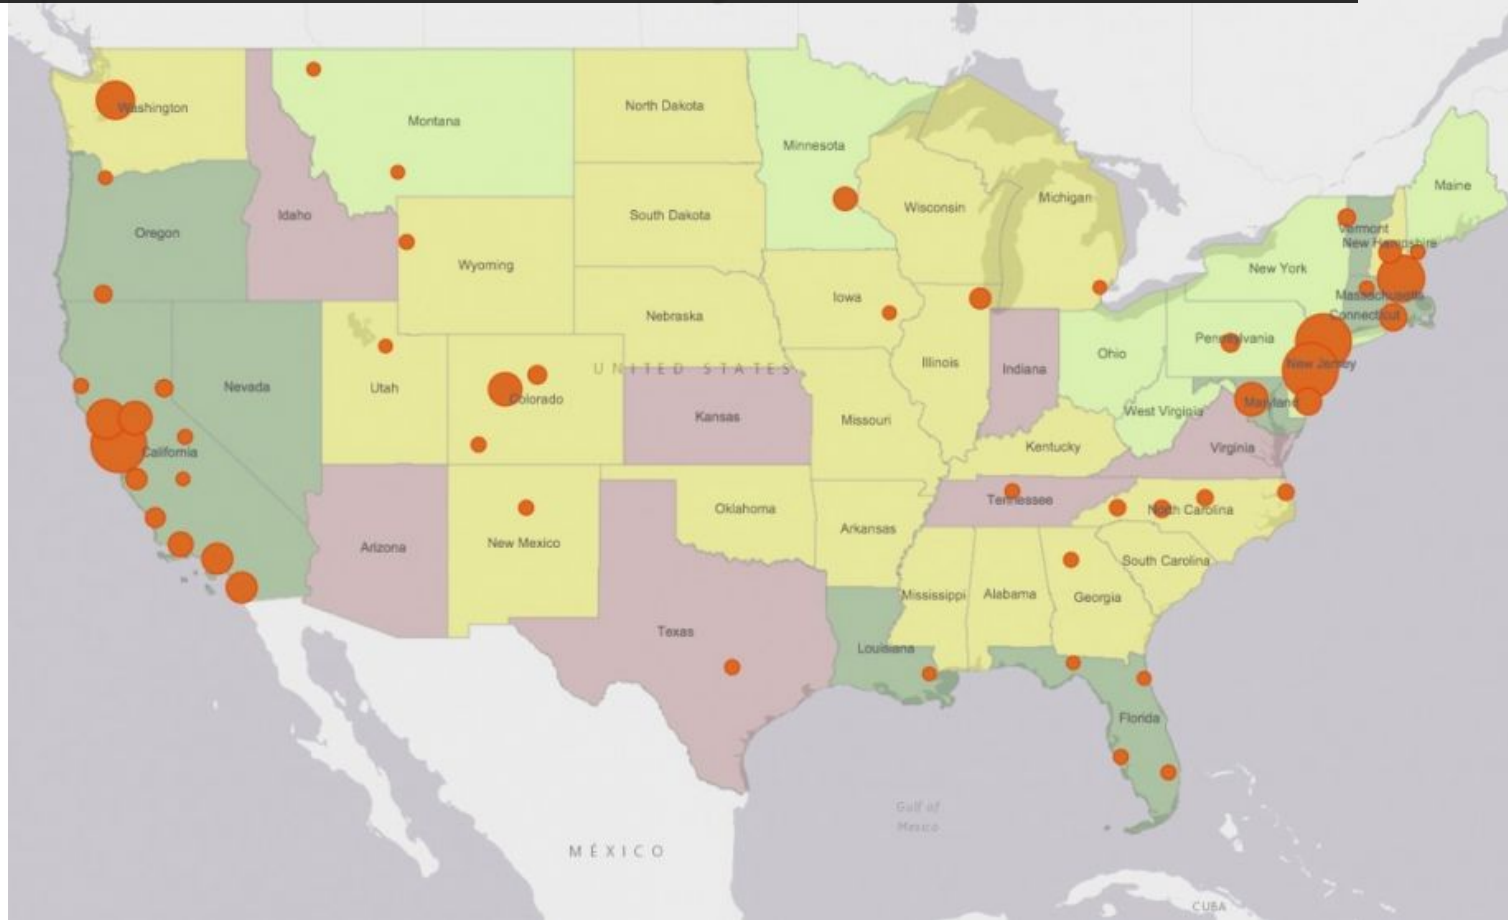 Washington
Montana
North Dakota
Minnesota
Michigan
Maine
Oregon
Idaho
South Dakota
Wisconsin
Vermont
New Hampshire
Wyoming
New York
Iowa
Massachusetts
Nebraska
Connecticut
Pennsylvania
UNITED STATES
Nevada
Utah
Colorado
Illinois
Indiana
Ohio
New Jersey
Maryland
Kansas
Missouri
West Virginia
California
Kentucky
Virginia
Tennessee
Oklahoma
North Carolina
Arizona
New Mexico
Arkansas
South Carolina
Mississippi
Alabama
Georgia
Texas
Louisiana
Florida
Gulf of
Mexico
MÉXICO
CUBA